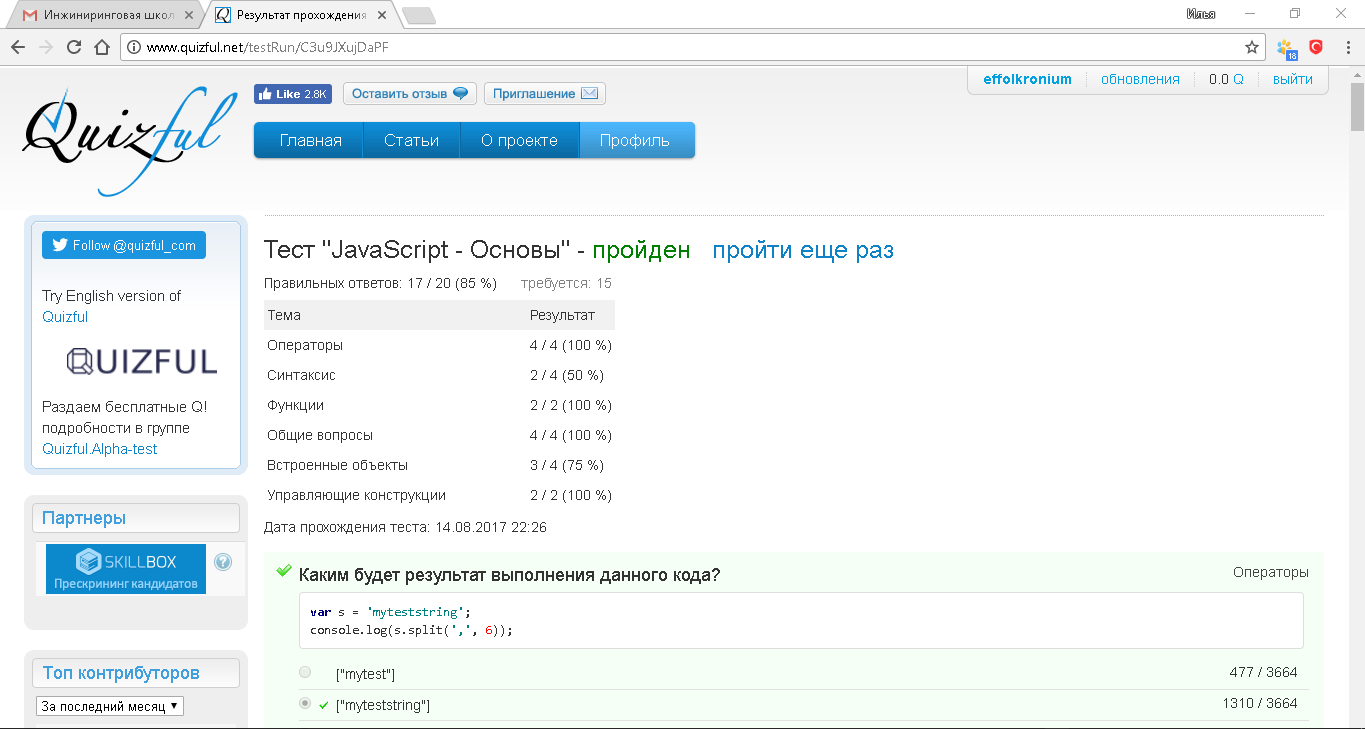 Инжиниринговая школ
Результат прохождения
Илья
www.quizful.net/testRun/C3u9JXujDaPF
18
effolkronium обновления 0.0 Q выйти
Quizful
Like 2.8K Оставить отзыв Приглашение
Главная Статьи О проекте Профиль
Follow @quizful_com
Try English version of
Quizful
QUIZFUL
Раздаем бесплатные Q!
подробности в группе
Quizful.Alpha-test
Партнеры
SKILLBOX
Прескрининг кандидатов
?
Топ контрибуторов
За последний месяц
Тест "JavaScript - Основы" - пройден пройти еще раз
Правильных ответов: 17 / 20 (85 %) требуется: 15
Тема Результат
Операторы 4 / 4 (100 %)
Синтаксис 2 / 4 (50 %)
Функции 2 / 2 (100 %)
Общие вопросы 4 / 4 (100 %)
Встроенные объекты 3 / 4 (75 %)
Управляющие конструкции 2 / 2 (100 %)
Дата прохождения теста: 14.08.2017 22:26
Каким будет результат выполнения данного кода? Операторы
var s = 'myteststring';
console.log(s.split(',', 6));
["mytest"] 477 / 3664
["myteststring"] 1310 / 3664